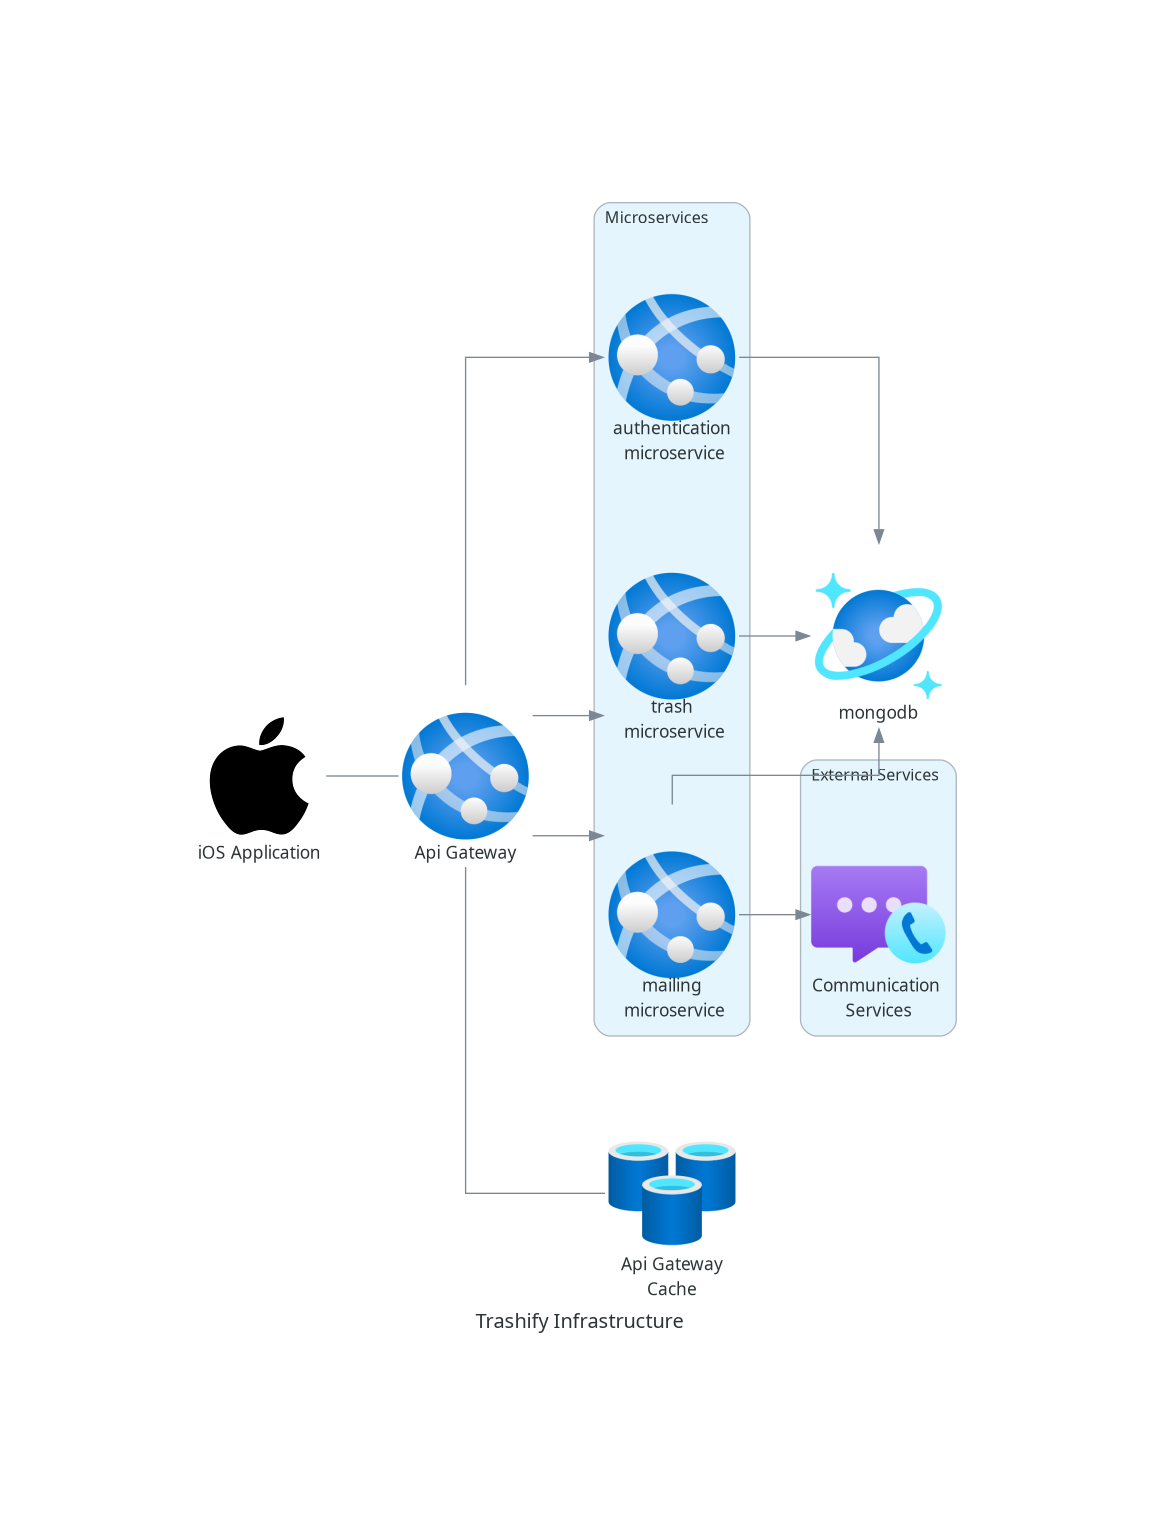 Microservices
authentication
microservice
trash
microservice
mongodb
External Services
iOS Application
Api Gateway
mailing
microservice
Communication
Services
Api Gateway
Cache
Trashify Infrastructure